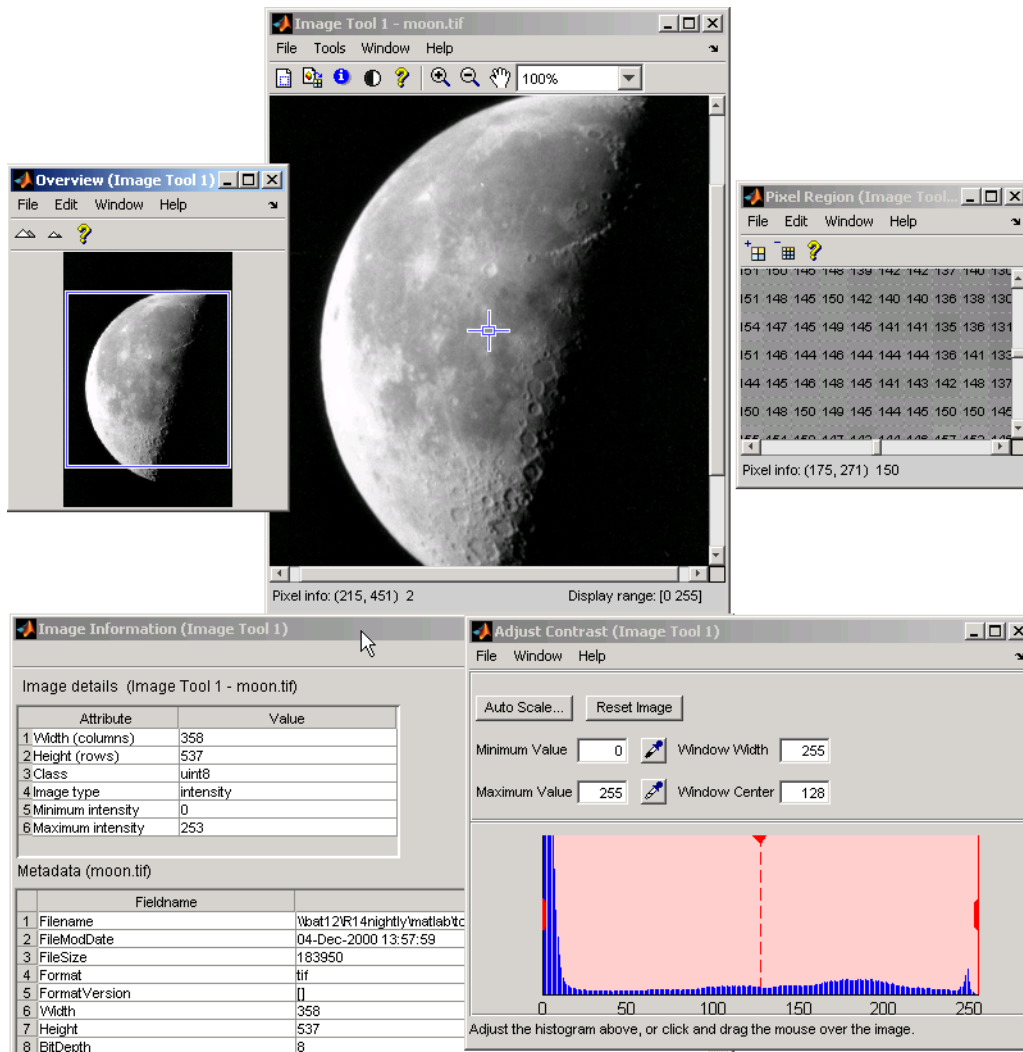 Image Tool 1 - moon.tif
File Tools Window Help
100%
Pixel info: (215, 451) 2
Display range: [0 255]
Overview (Image Tool 1)
File Edit Window Help
Pixel Region (Image Tool...
File Edit Window Help
151 150 146 148 139 142 142 137 140 130
151 148 145 150 142 140 140 136 138 130
154 147 145 149 145 141 141 135 136 131
151 146 144 146 144 144 144 136 141 133
144 145 146 148 145 141 143 142 148 137
150 148 150 149 145 144 145 150 150 145
Pixel info: (175, 271) 150
Image Information (Image Tool 1)
Image details (Image Tool 1 - moon.tif)
Attribute Value
1 Width (columns) 358
2 Height (rows) 537
3 Class uint8
4 Image type intensity
5 Minimum intensity 0
6 Maximum intensity 253
Metadata (moon.tif)
Fieldname
1 Filename \\bat12\R14nightly\matlab\to
2 FileModDate 04-Dec-2000 13:57:59
3 FileSize 183950
4 Format tif
5 FormatVersion []
6 Width 358
7 Height 537
8 BitDepth 8
Adjust Contrast (Image Tool 1)
File Window Help
Auto Scale... Reset Image
Minimum Value 0 Window Width 255
Maximum Value 255 Window Center 128
0 50 100 150 200 250
Adjust the histogram above, or click and drag the mouse over the image.